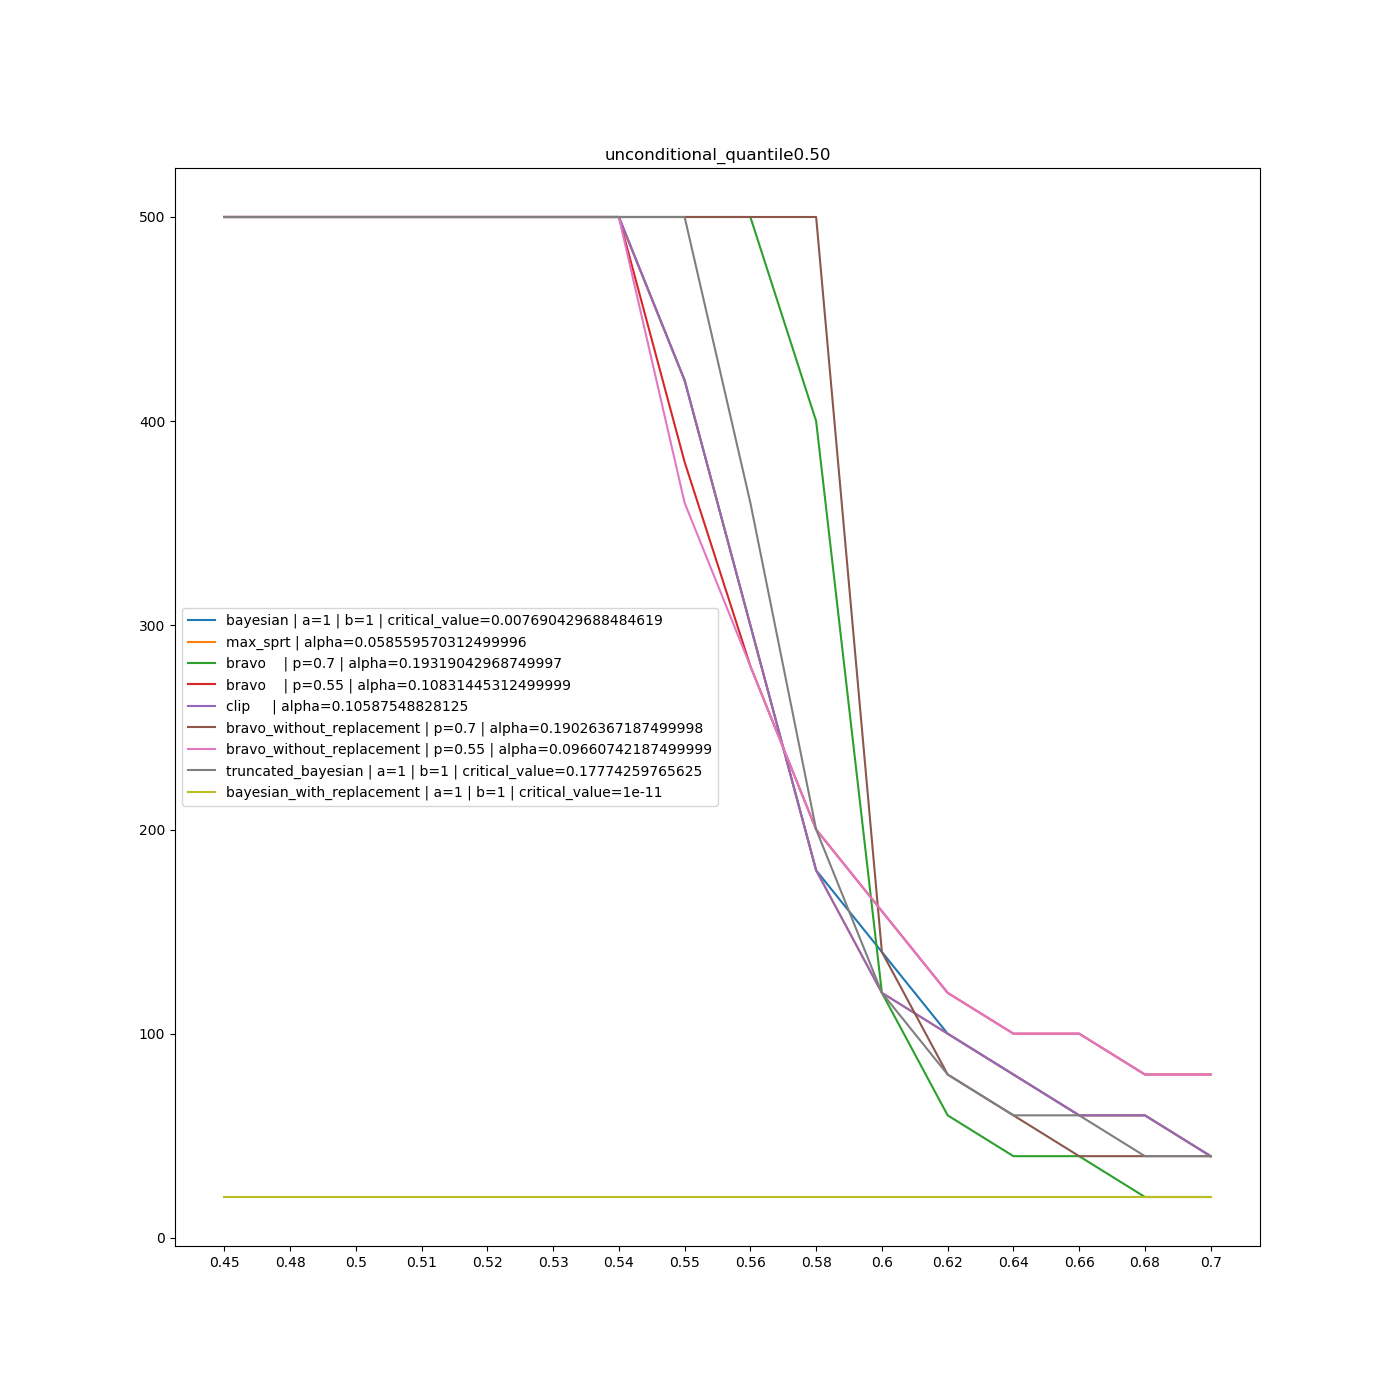 unconditional_quantile0.50
500
400
300
200
100
0
bayesian | a=1 | b=1 | critical_value=0.007690429688484619
max_sprt | alpha=0.058559570312499996
bravo | p=0.7 | alpha=0.19319042968749997
bravo | p=0.55 | alpha=0.10831445312499999
clip | alpha=0.10587548828125
bravo_without_replacement | p=0.7 | alpha=0.19026367187499998
bravo_without_replacement | p=0.55 | alpha=0.09660742187499999
truncated_bayesian | a=1 | b=1 | critical_value=0.17774259765625
bayesian_with_replacement | a=1 | b=1 | critical_value=1e-11
0.45 0.48 0.5 0.51 0.52 0.53 0.54 0.55 0.56 0.58 0.6 0.62 0.64 0.66 0.68 0.7